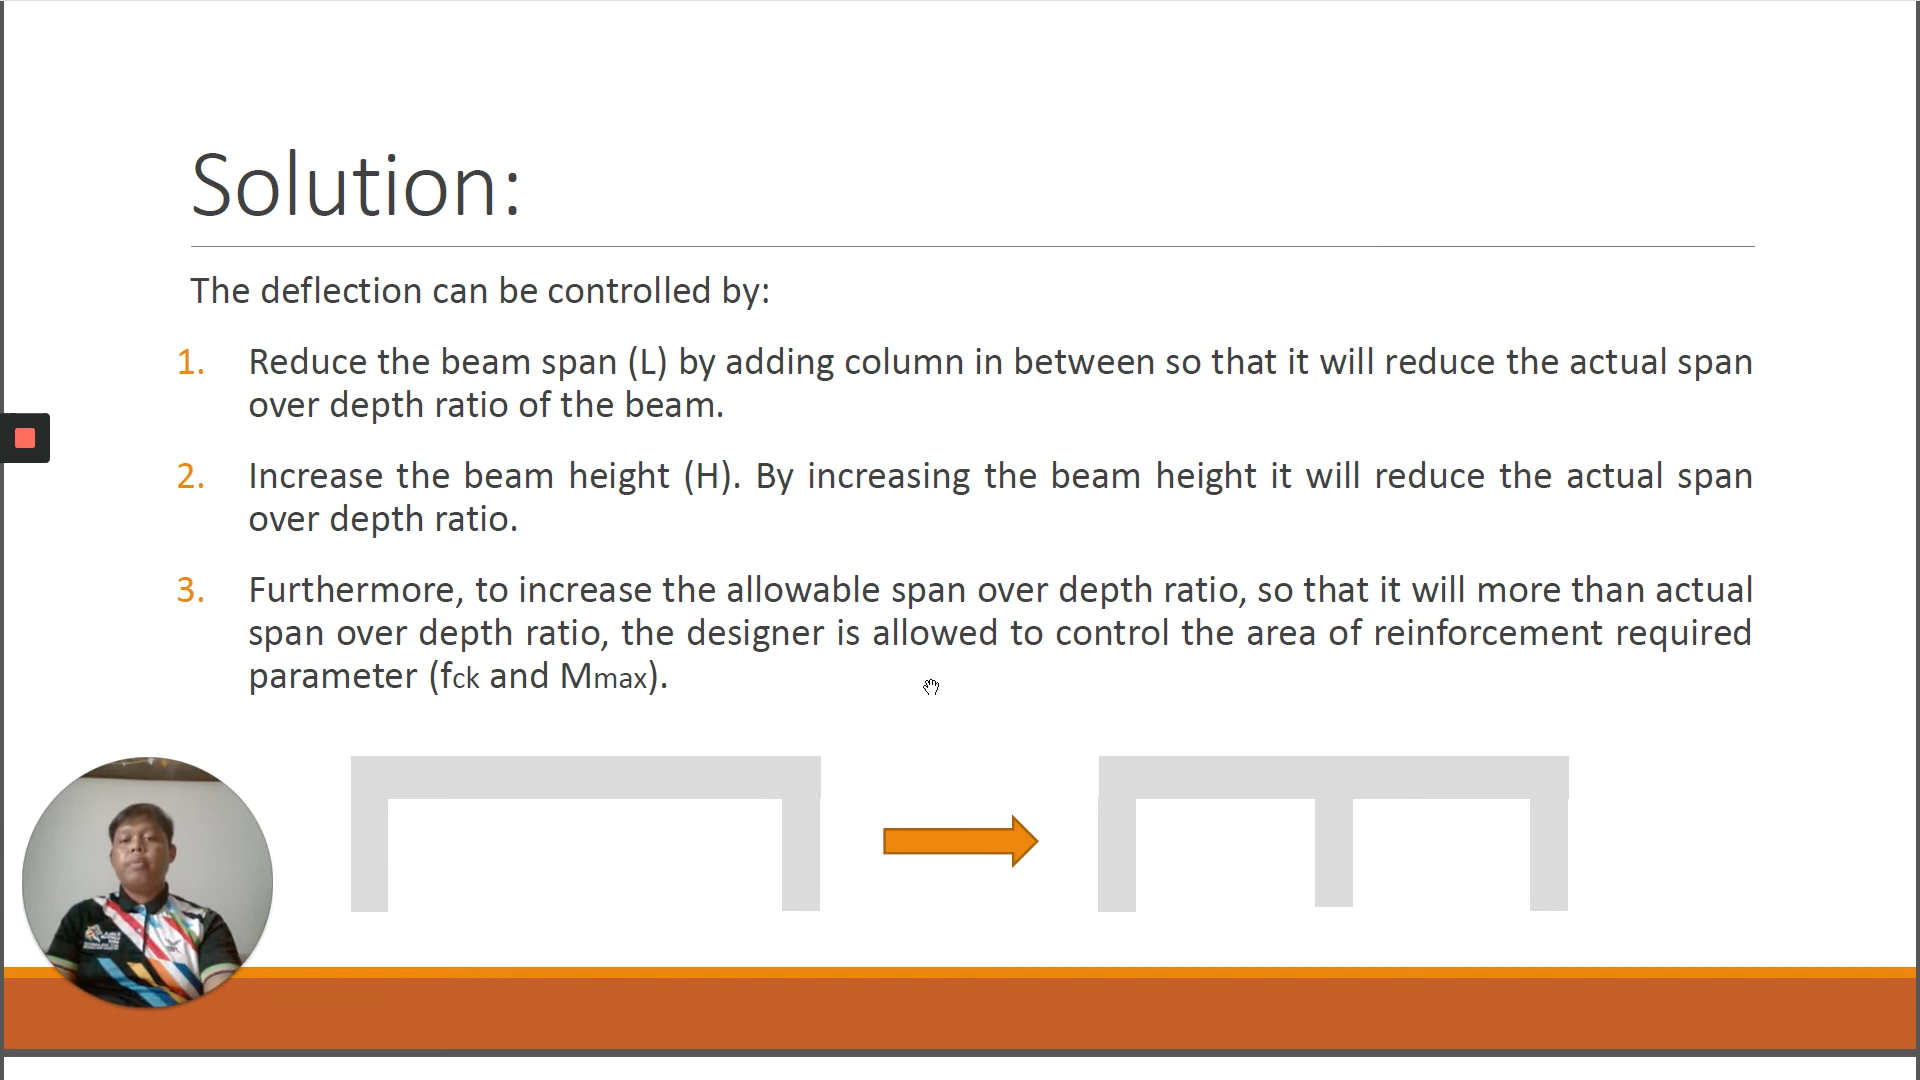 Solution:
The deflection can be controlled by:
1. Reduce the beam span (L) by adding column in between so that it will reduce the actual span
over depth ratio of the beam.
2. Increase the beam height (H). By increasing the beam height it will reduce the actual span
over depth ratio.
3. Furthermore, to increase the allowable span over depth ratio, so that it will more than actual
span over depth ratio, the designer is allowed to control the area of reinforcement required
parameter (fck and Mmax).